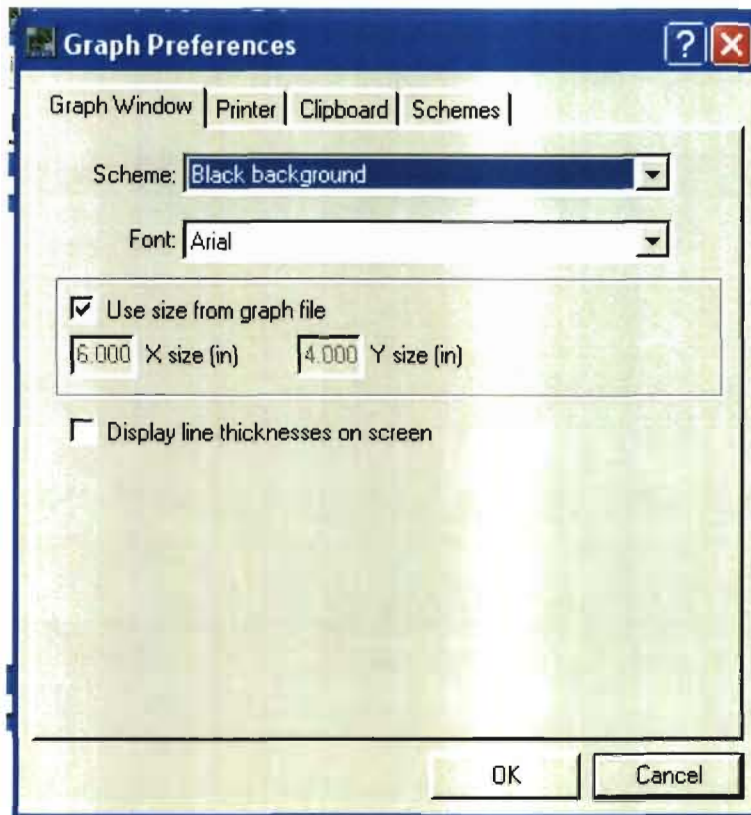 Graph Preferences
Graph Window Printer Clipboard Schemes
Scheme: Black background
Font: Arial
Use size from graph file
6.000 X size (in) 4.000 Y size (in)
Display line thicknesses on screen
OK Cancel